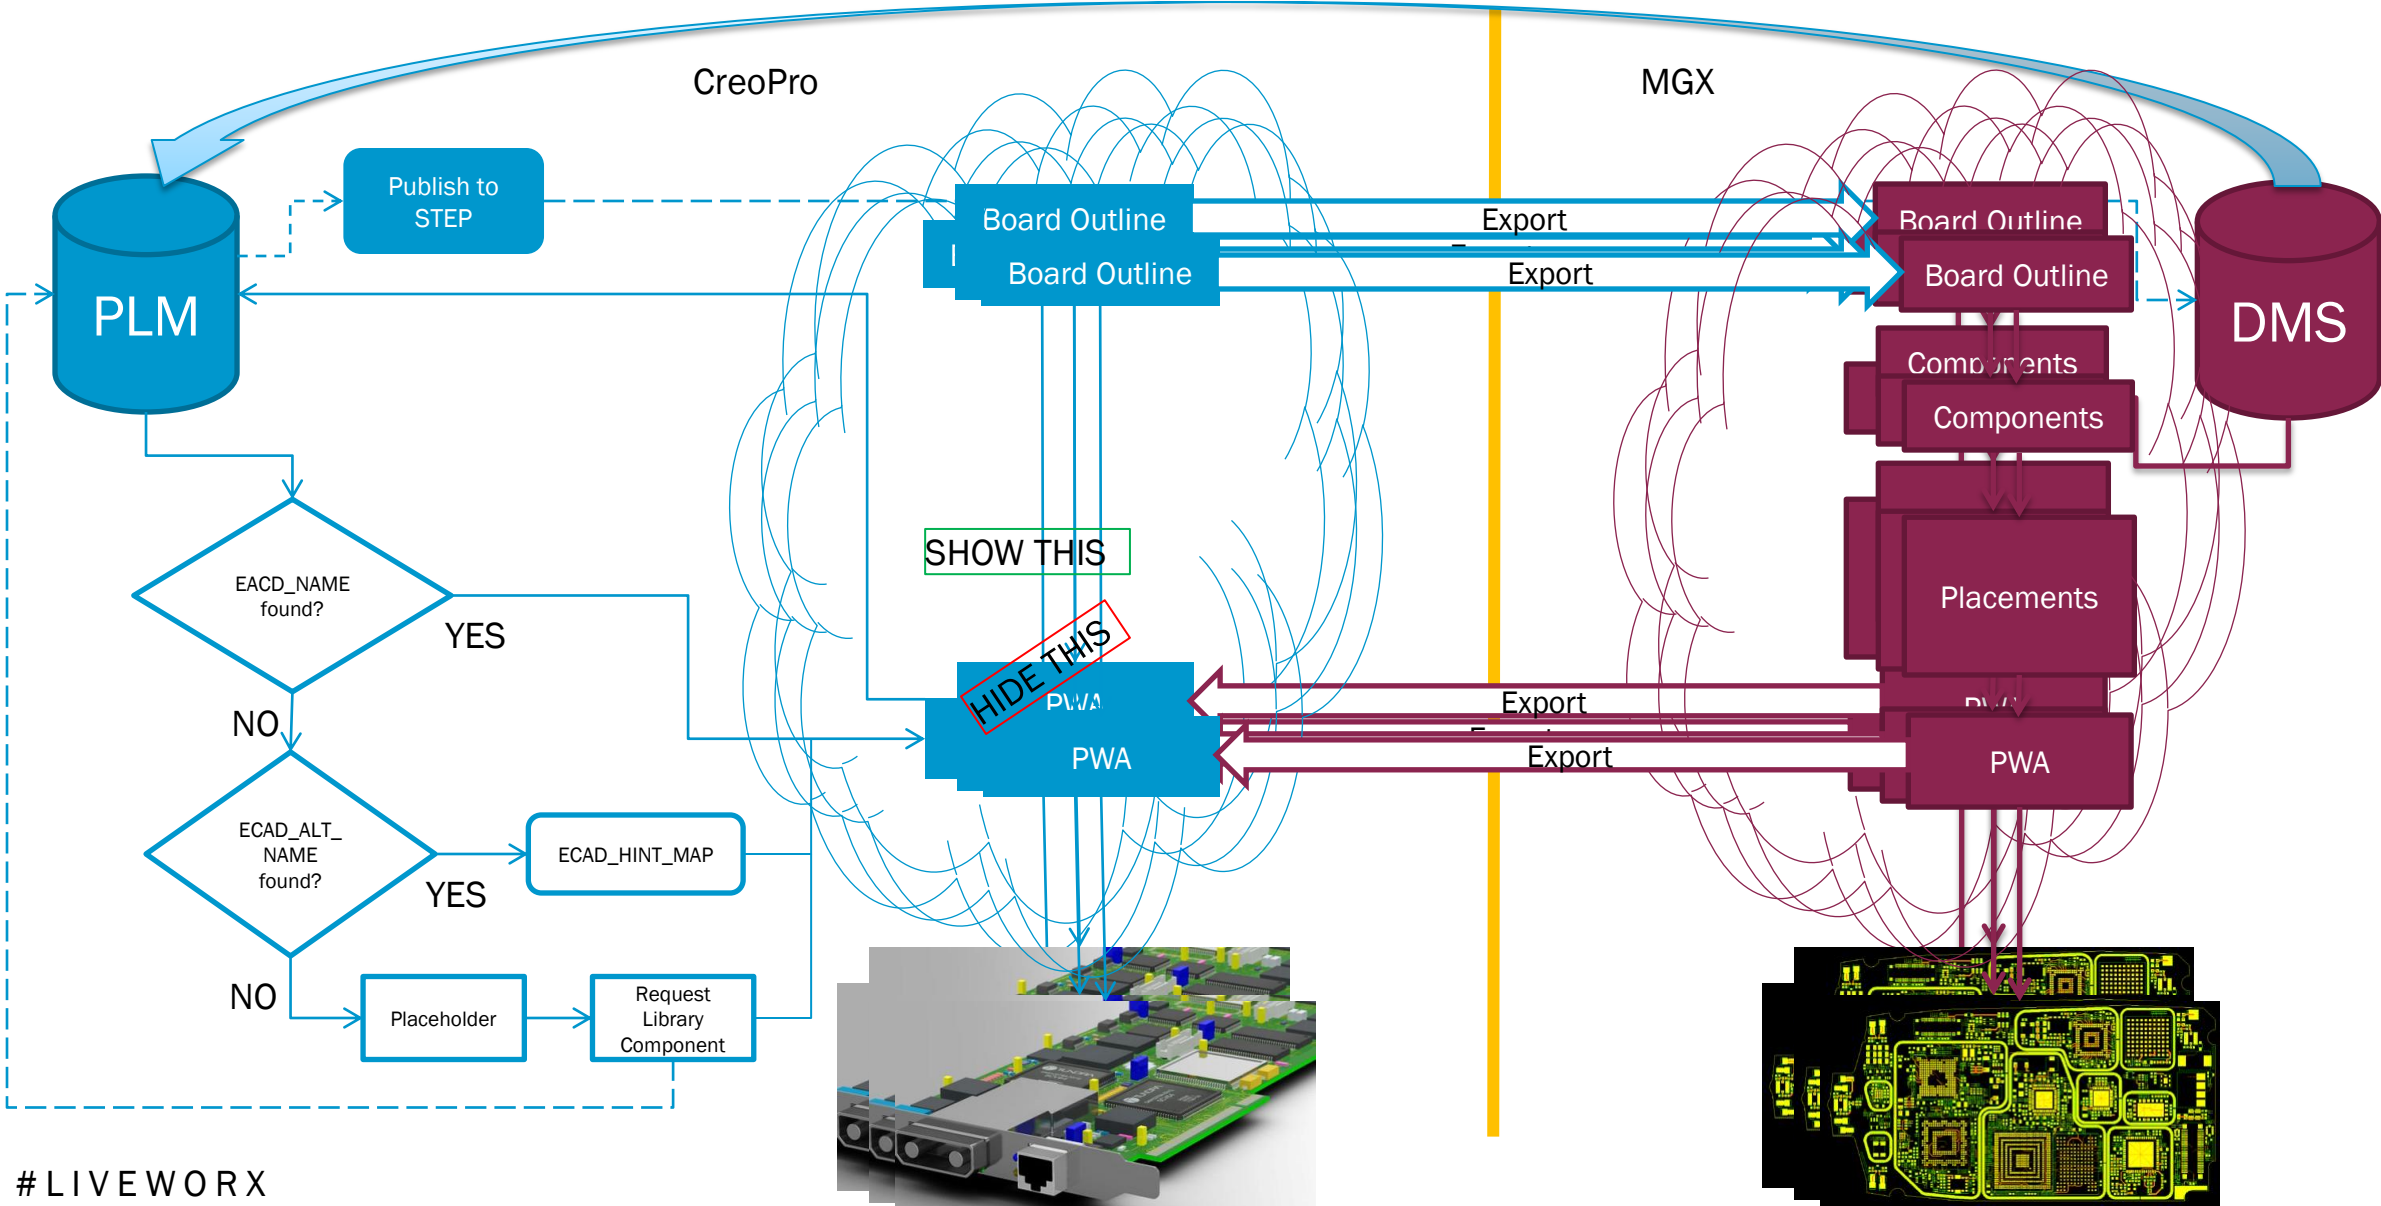 CreoPro
MGX
Publish to
STEP
Board Outline
Export
Board Outline
Board Outline
Export
Board Outline
PLM
DMS
Components
Components
SHOW THIS
EACD_NAME
found?
YES
Placements
HIDE THIS
PWA
Export
PWA
NO
PWA
Export
PWA
ECAD_ALT_
NAME
found?
YES
ECAD_HINT_MAP
NO
Placeholder
Request
Library
Component
#LIVEWORX